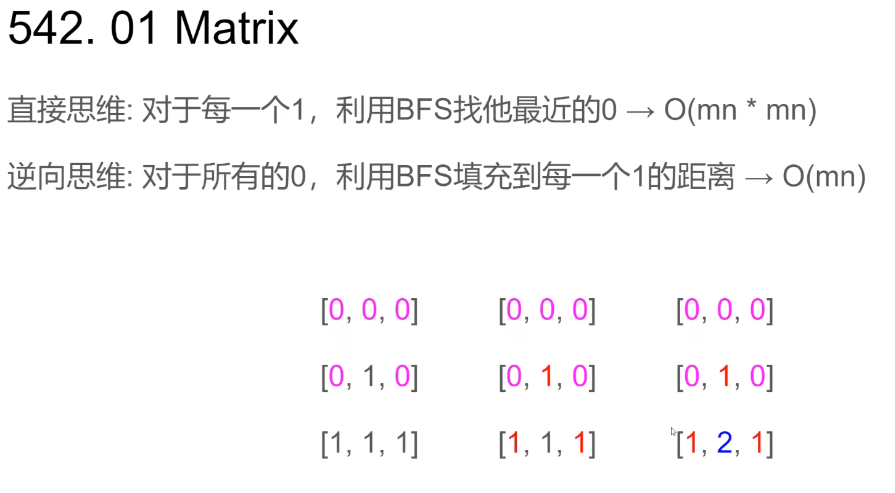 542. 01 Matrix
直接思维: 对于每一个1，利用BFS找他最近的0 → O(mn * mn)
逆向思维: 对于所有的0，利用BFS填充到每一个1的距离 → O(mn)
[0, 0, 0] [0, 0, 0] [0, 0, 0]
[0, 1, 0] [0, 1, 0] [0, 1, 0]
[1, 1, 1] [1, 1, 1] [1, 2, 1]